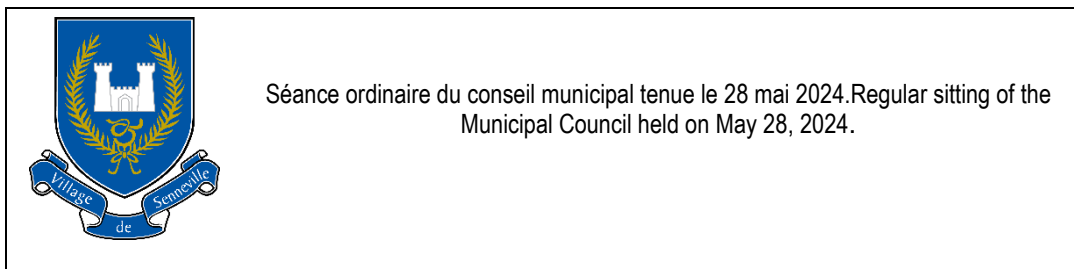 Séance ordinaire du conseil municipal tenue le 28 mai 2024.Regular sitting of the
Municipal Council held on May 28, 2024.
Village
de
Senneville